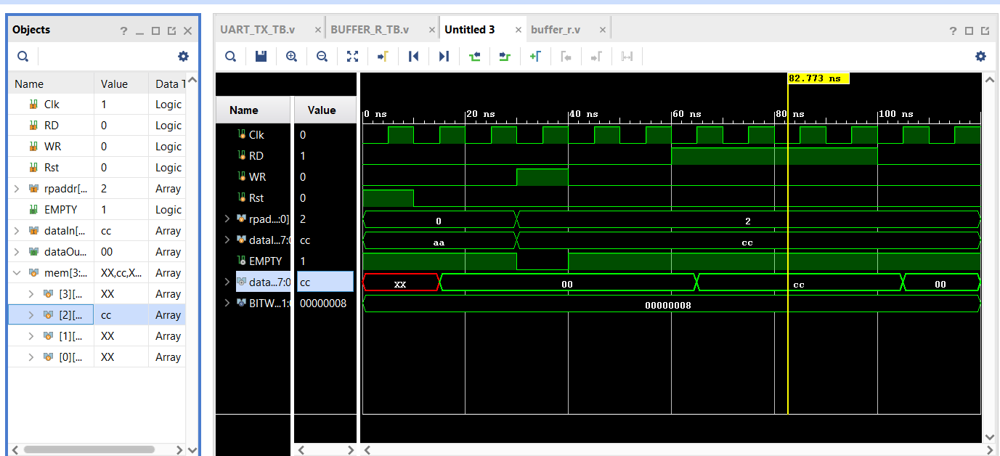 Objects
?
Name Value Data T
Clk 1 Logic
RD 0 Logic
WR 0 Logic
Rst 0 Logic
rpaddr[... 2 Array
EMPTY 1 Logic
dataIn[... cc Array
dataOu... 00 Array
mem[3:... XX,cc,X... Array
[3][... XX Array
[2][... cc Array
[1][... XX Array
[0][... XX Array
UART_TX_TB.v × BUFFER_R_TB.v × Untitled 3 × buffer_r.v ×
?
82.773 ns
Name Value
0 ns 20 ns 40 ns 60 ns 80 ns 100 ns
Clk 0
RD 1
WR 0
Rst 0
rpad...:0] 2 0 2
dataI...7:0 cc aa cc
EMPTY 1
data...7:0 cc XX 00 cc 00
BITW...1:0 00000008 00000008